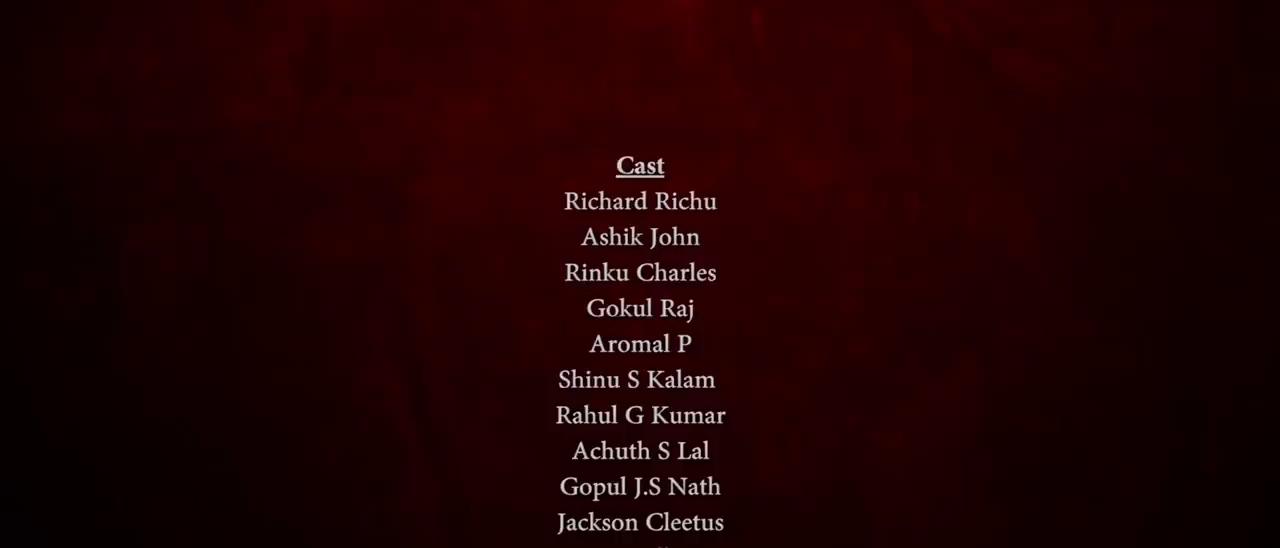 Cast
Richard Richu
Ashik John
Rinku Charles
Gokul Raj
Aromal P
Shinu S Kalam
Rahul G Kumar
Achuth S Lal
Gopul J.S Nath
Jackson Cleetus